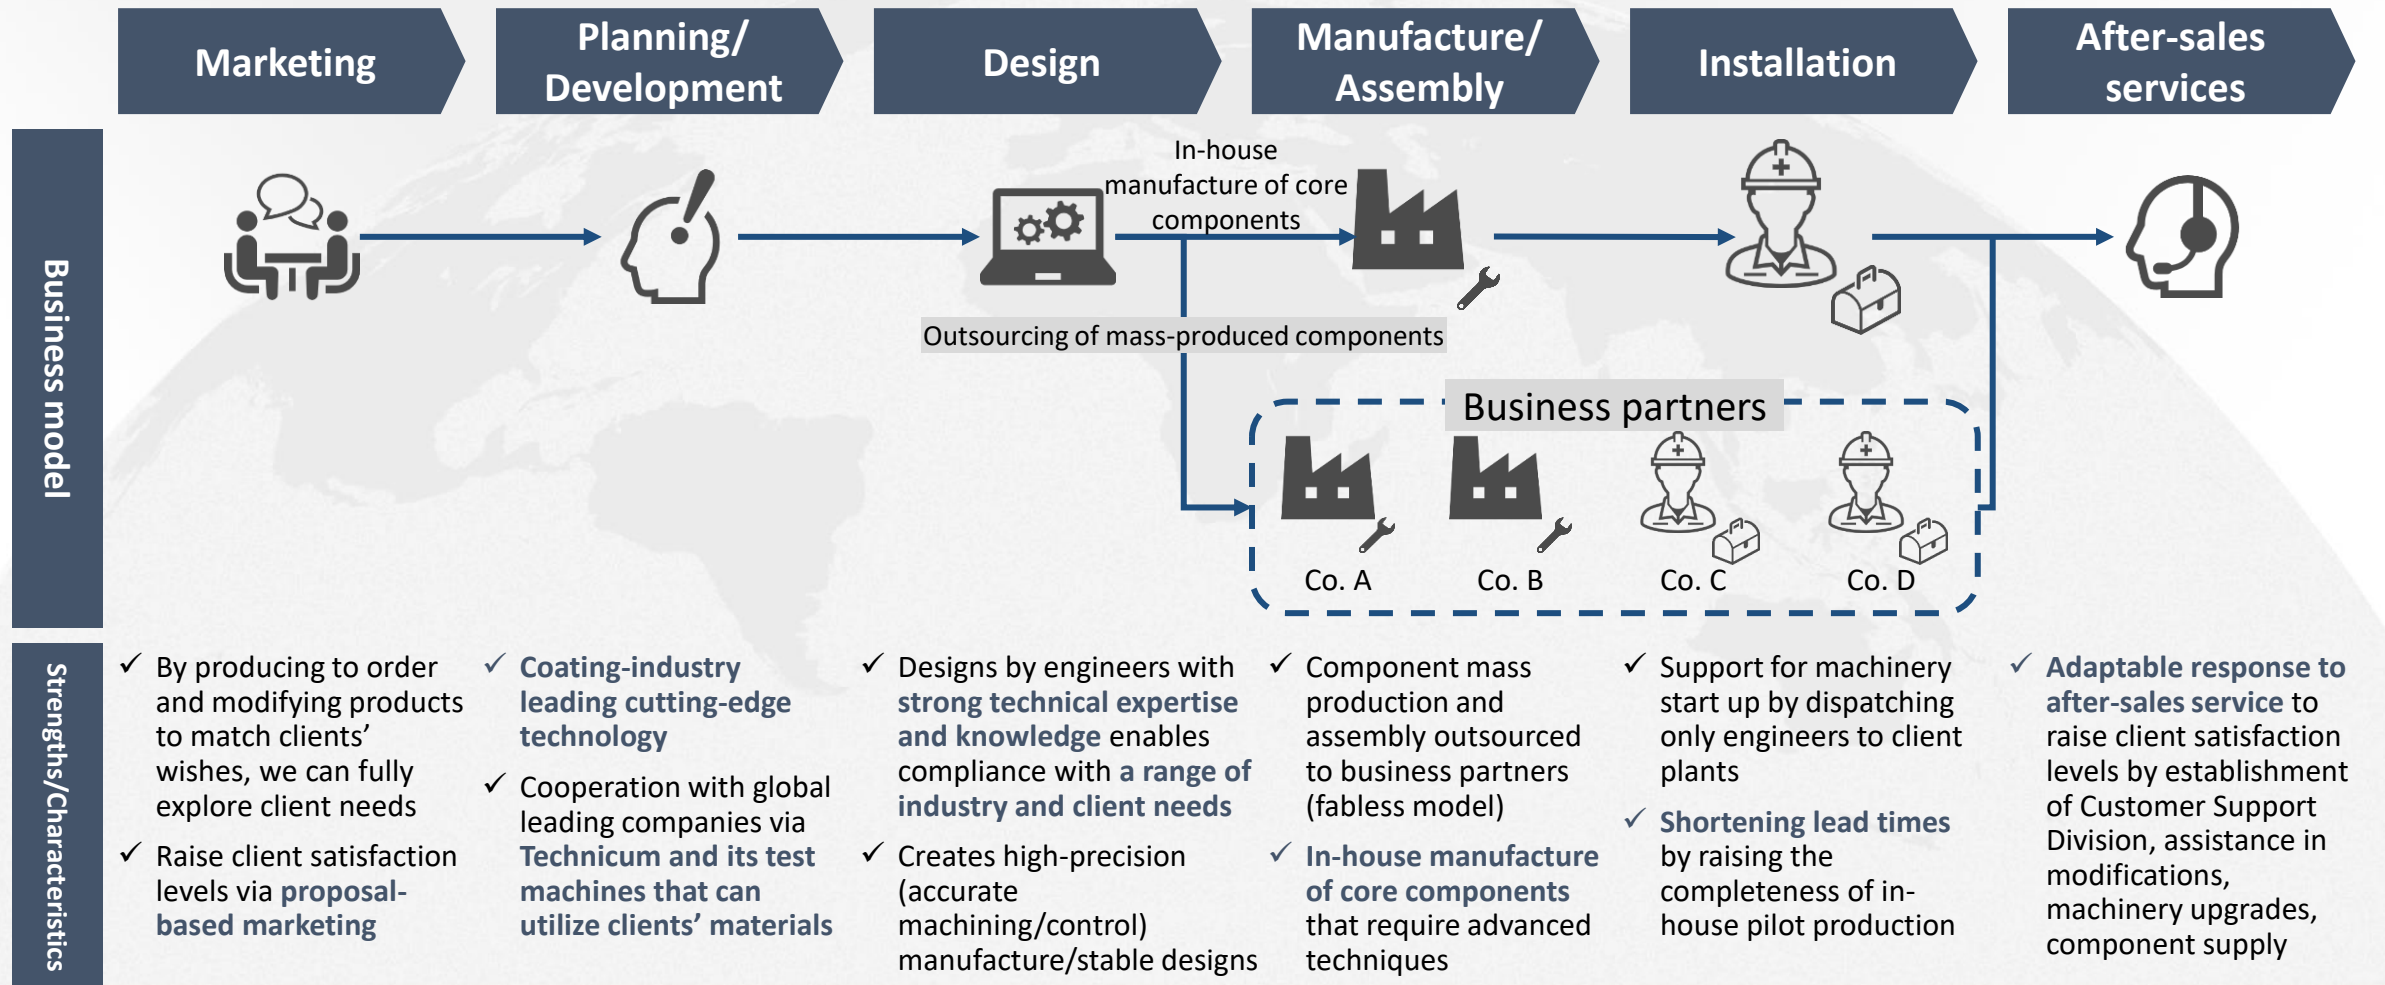 Marketing
Planning/
Development
Design
Manufacture/
Assembly
Installation
After-sales
services
Business model
In-house
manufacture of core
components
Outsourcing of mass-produced components
Business partners
Co. A
Co. B
Co. C
Co. D
Strengths/Characteristics
✓ By producing to order
and modifying products
to match clients’
wishes, we can fully
explore client needs
✓ Raise client satisfaction
levels via proposal-
based marketing
✓ Coating-industry
leading cutting-edge
technology
✓ Cooperation with global
leading companies via
Technicum and its test
machines that can
utilize clients’ materials
✓ Designs by engineers with
strong technical expertise
and knowledge enables
compliance with a range of
industry and client needs
✓ Creates high-precision
(accurate
machining/control)
manufacture/stable designs
✓ Component mass
production and
assembly outsourced
to business partners
(fabless model)
✓ In-house manufacture
of core components
that require advanced
techniques
✓ Support for machinery
start up by dispatching
only engineers to client
plants
✓ Shortening lead times
by raising the
completeness of in-
house pilot production
✓ Adaptable response to
after-sales service to
raise client satisfaction
levels by establishment
of Customer Support
Division, assistance in
modifications,
machinery upgrades,
component supply